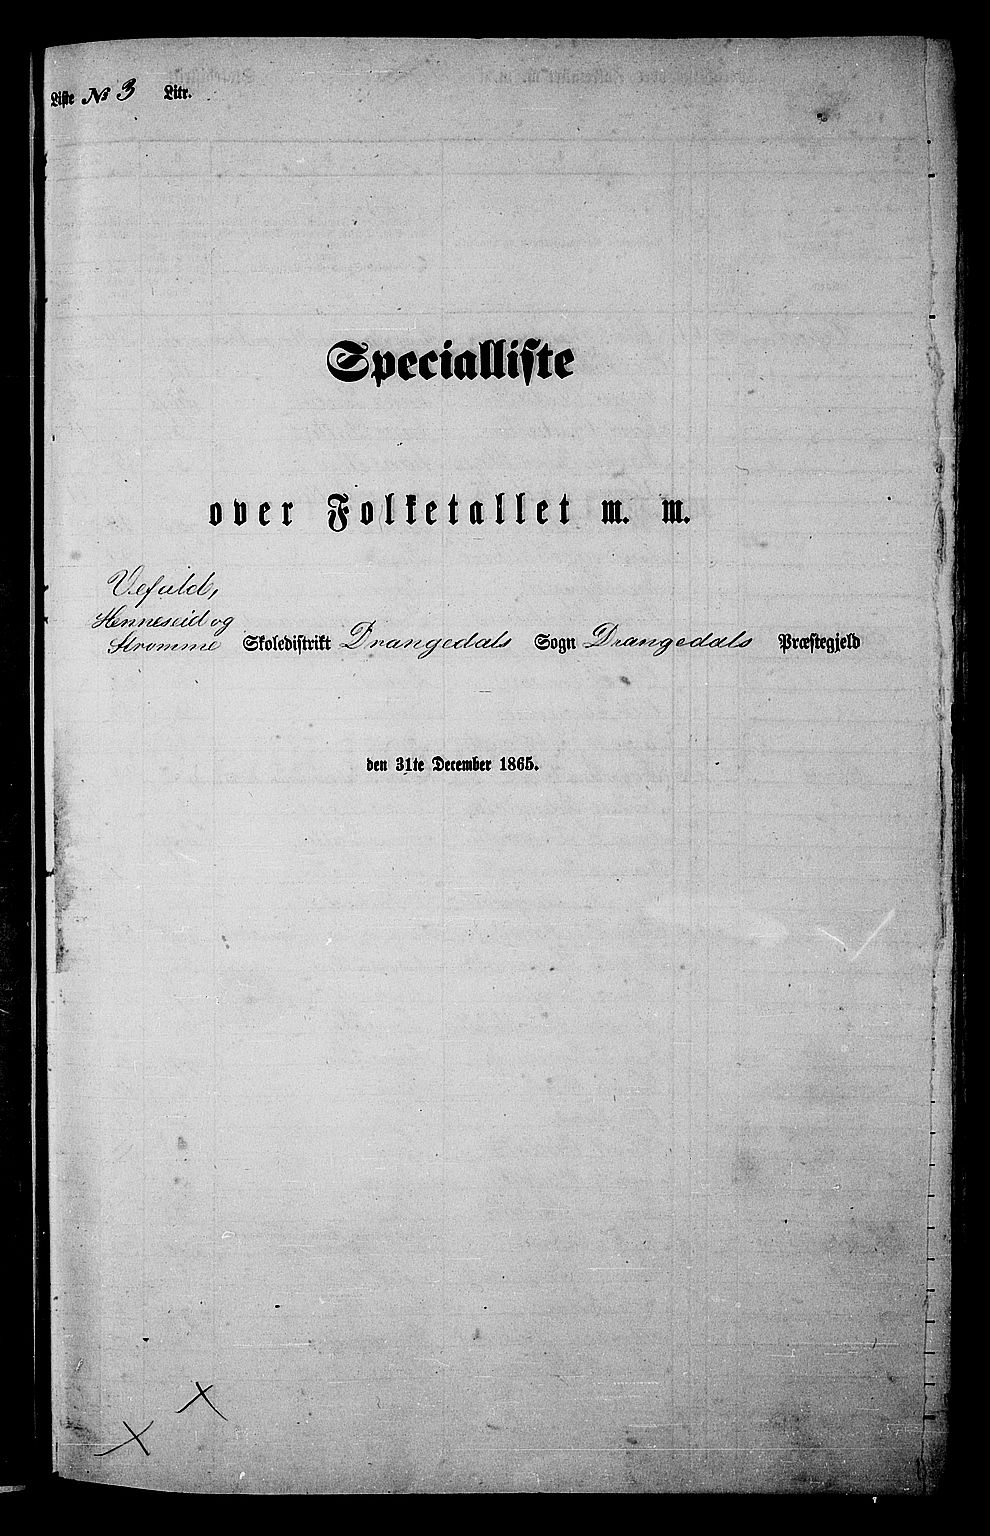 Liste No 3 Litr.
Specialliste
over Folketallet m. m.
Vefald,
Henneseid og
Strømme Skoledistrikt Drangedals Sogn Drangedals Præstegjeld
den 31te December 1865.